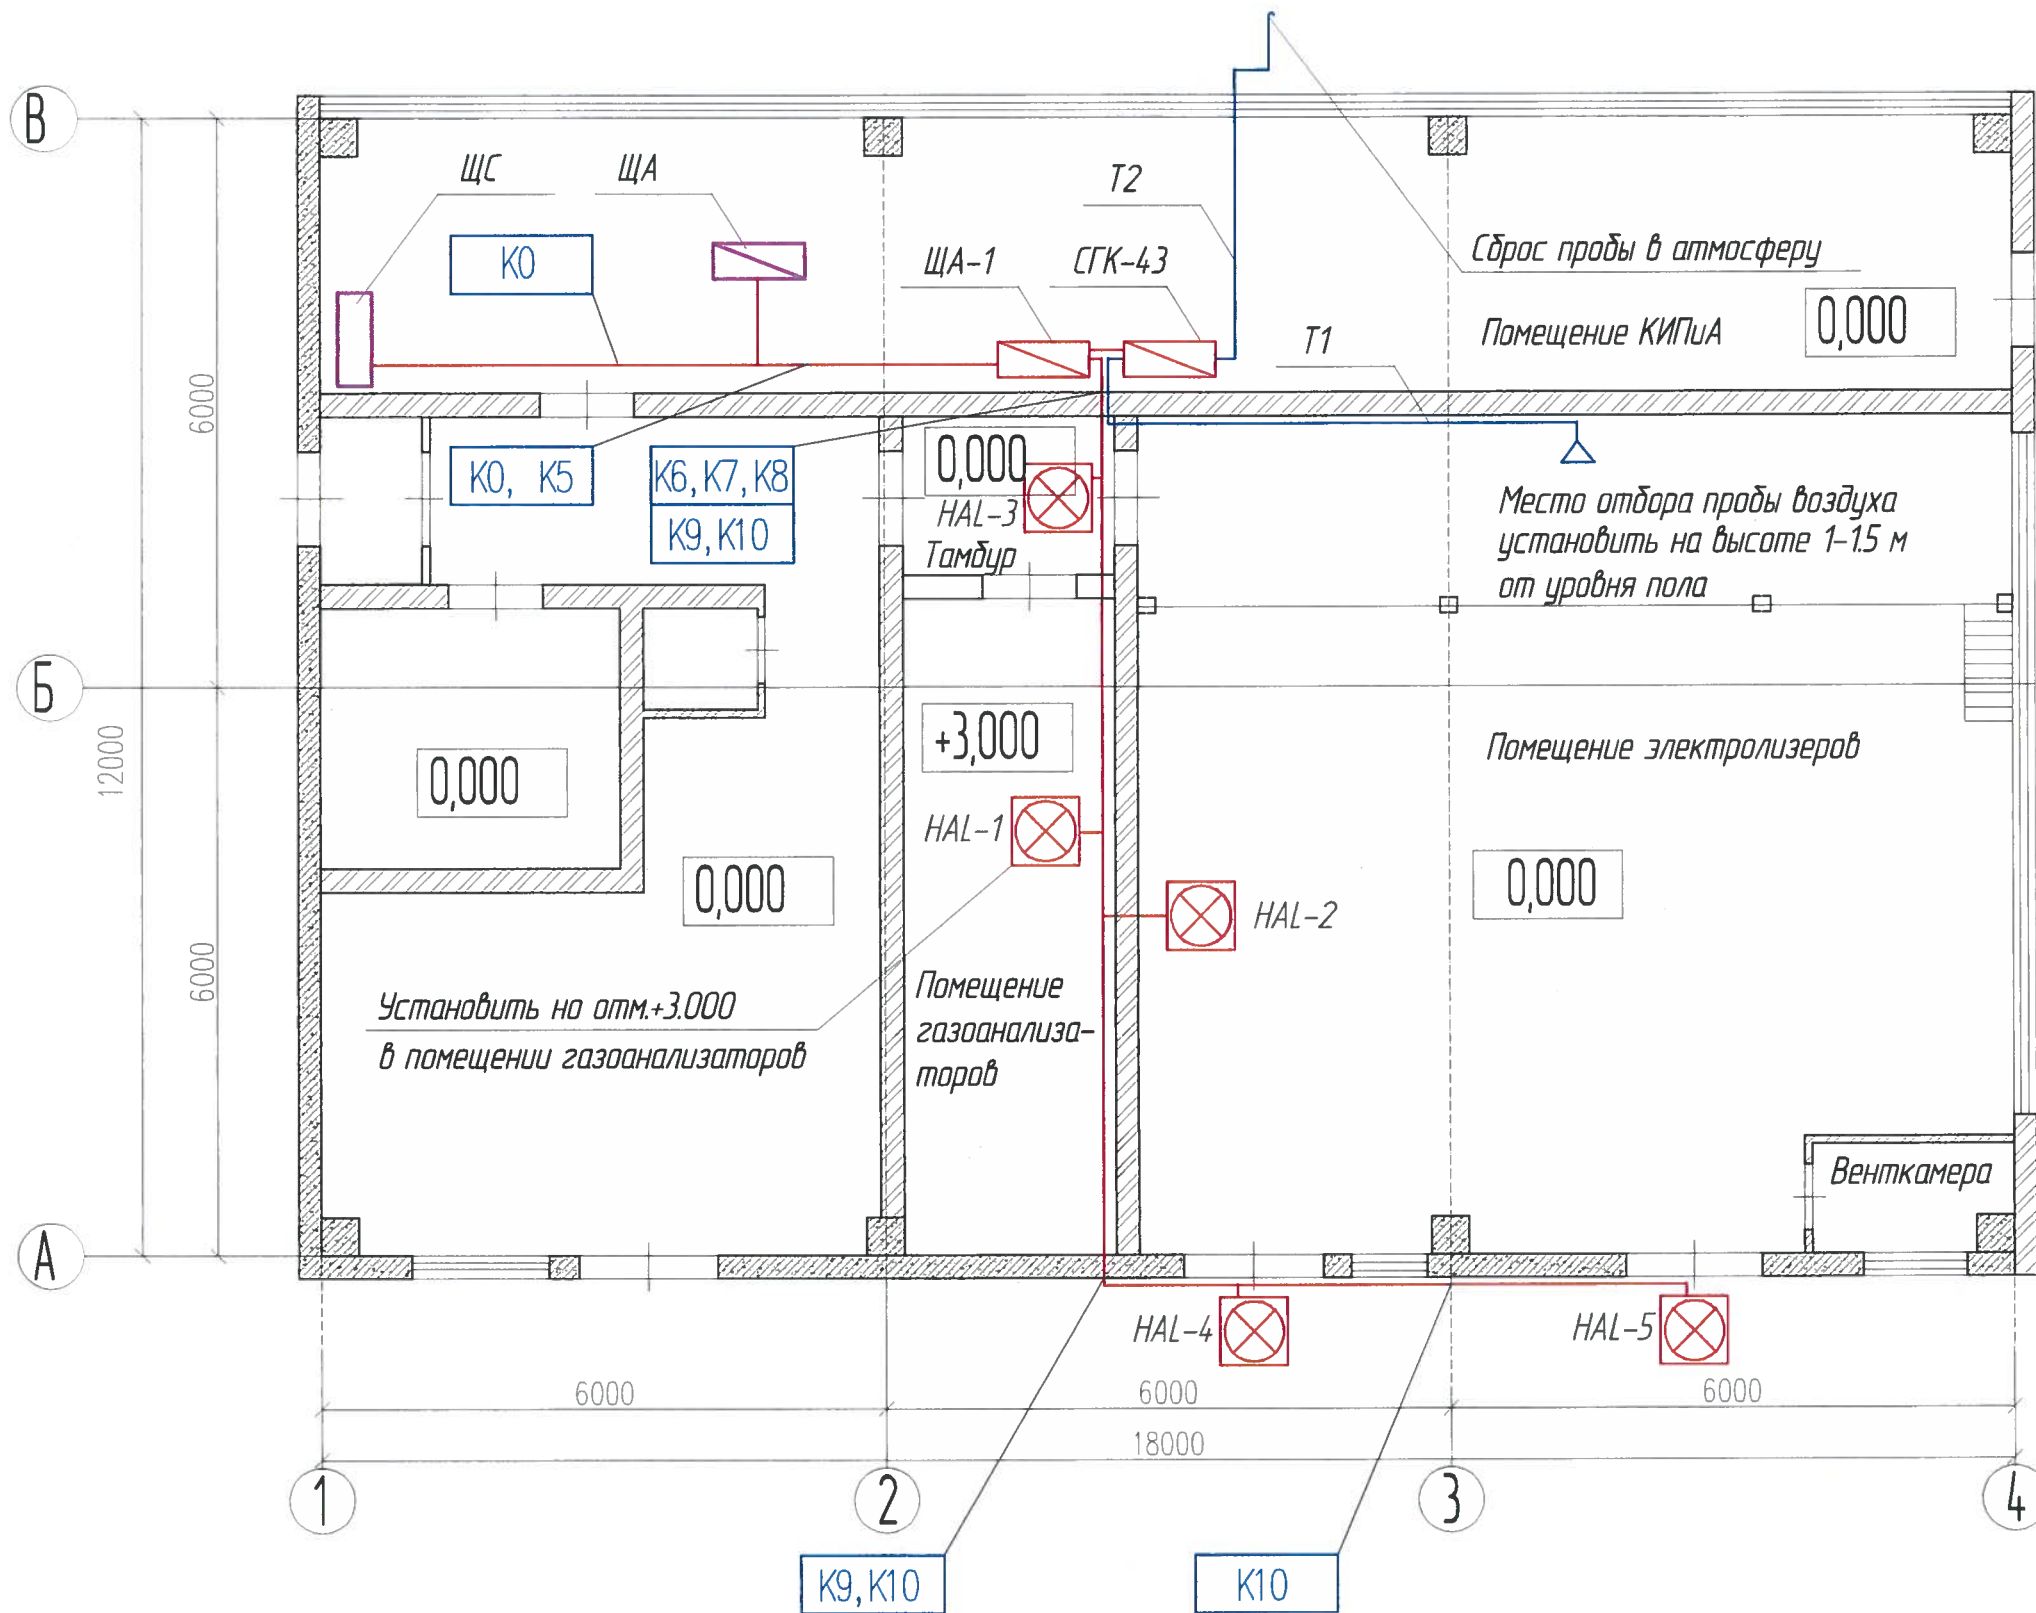 В
ЩС
ЩА
Т2
К0
ЩА-1
СГК-43
Сброс пробы в атмосферу
Помещение КИПиА
0,000
Т1
6000
К0, К5
К6, К7, К8
К9, К10
0,000
HAL-3
Тамбур
Место отбора пробы воздуха
установить на высоте 1-1.5 м
от уровня пола
Б
12000
+3,000
0,000
Помещение электролизеров
HAL-1
0,000
0,000
HAL-2
6000
Установить на отм.+3.000
в помещении газоанализаторов
Помещение
газоанализа-
торов
Венткамера
А
HAL-4
HAL-5
6000
6000
6000
18000
1
2
3
4
К9, К10
К10